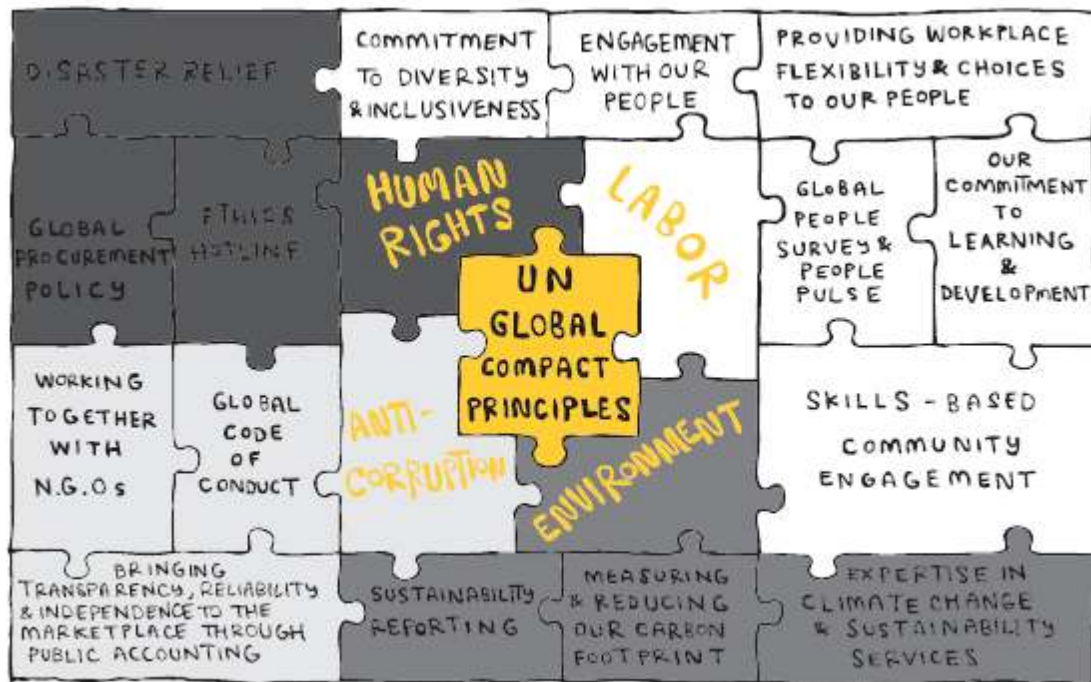 DISASTER RELIEF
COMMITMENT
TO DIVERSITY
& INCLUSIVENESS
ENGAGEMENT
WITH OUR
PEOPLE
PROVIDING WORKPLACE
FLEXIBILITY & CHOICES
TO OUR PEOPLE
GLOBAL
PROCUREMENT
POLICY
ETHICS
HOTLINE
HUMAN
RIGHTS
LABOR
GLOBAL
PEOPLE
SURVEY &
PEOPLE
PULSE
OUR
COMMITMENT
TO
LEARNING
&
DEVELOPMENT
UN
GLOBAL
COMPACT
PRINCIPLES
WORKING
TOGETHER
WITH
N.G.Os
GLOBAL
CODE
OF
CONDUCT
ANTI-
CORRUPTION
ENVIRONMENT
SKILLS-BASED
COMMUNITY
ENGAGEMENT
BRINGING
TRANSPARENCY, RELIABILITY
& INDEPENDENCE TO THE
MARKETPLACE THROUGH
PUBLIC ACCOUNTING
SUSTAINABILITY
REPORTING
MEASURING
& REDUCING
OUR CARBON
FOOTPRINT
EXPERTISE IN
CLIMATE CHANGE
& SUSTAINABILITY
SERVICES